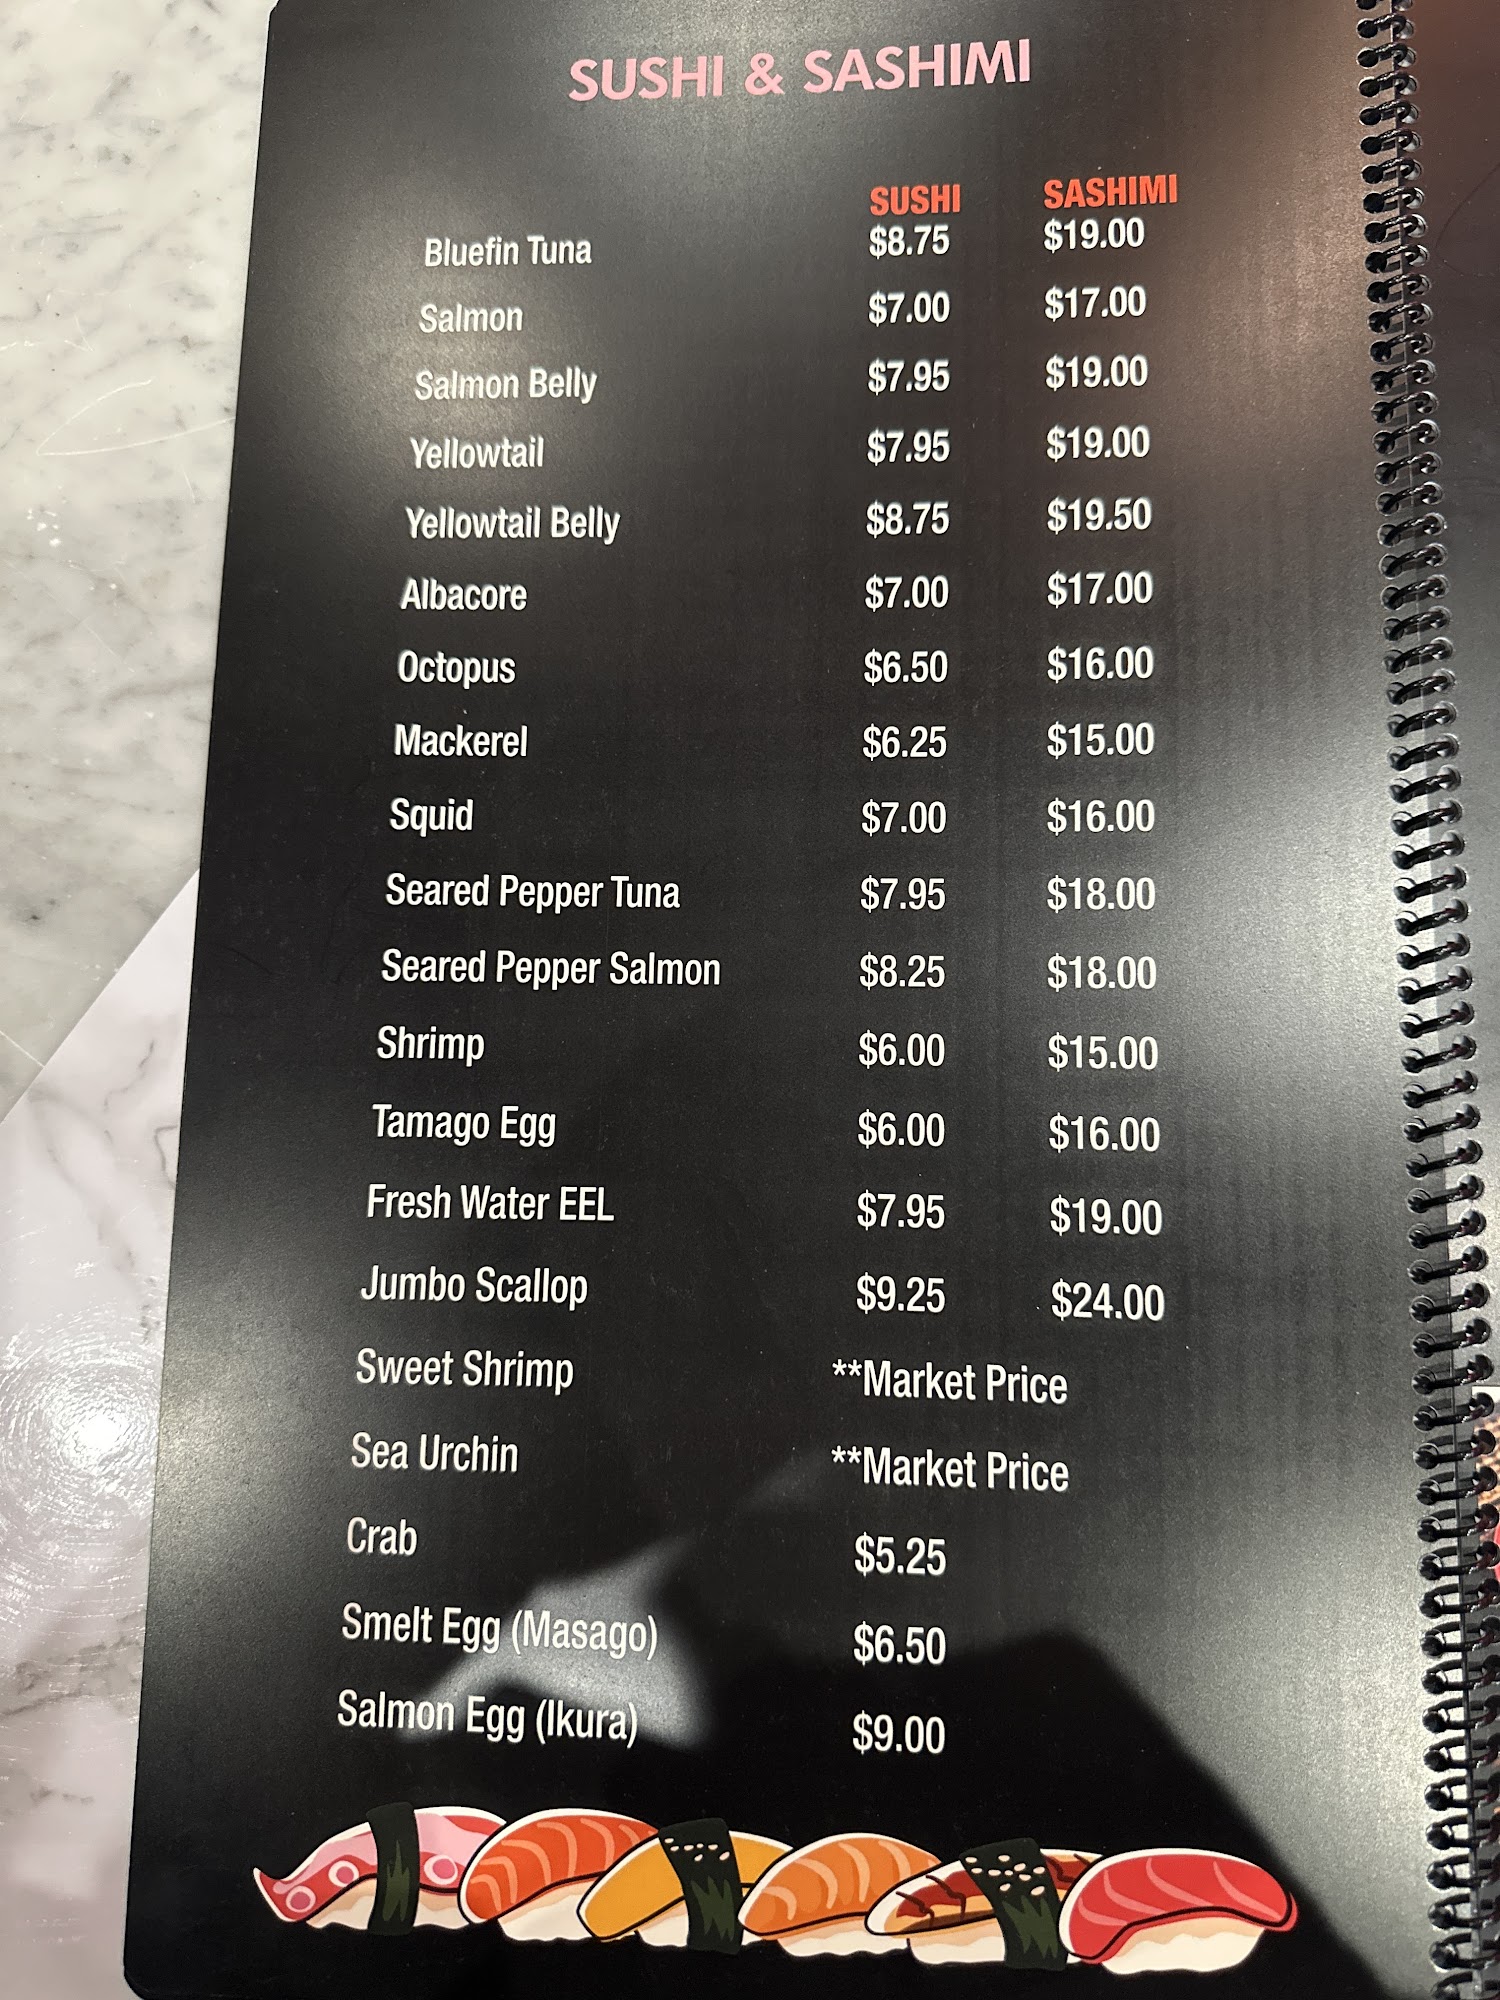 SUSHI & SASHIMI
SUSHI SASHIMI
Bluefin Tuna $8.75 $19.00
Salmon $7.00 $17.00
Salmon Belly $7.95 $19.00
Yellowtail $7.95 $19.00
Yellowtail Belly $8.75 $19.50
Albacore $7.00 $17.00
Octopus $6.50 $16.00
Mackerel $6.25 $15.00
Squid $7.00 $16.00
Seared Pepper Tuna $7.95 $18.00
Seared Pepper Salmon $8.25 $18.00
Shrimp $6.00 $15.00
Tamago Egg $6.00 $16.00
Fresh Water EEL $7.95 $19.00
Jumbo Scallop $9.25 $24.00
Sweet Shrimp **Market Price
Sea Urchin **Market Price
Crab $5.25
Smelt Egg (Masago) $6.50
Salmon Egg (Ikura) $9.00